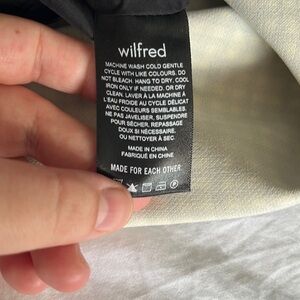 wilfred
MACHINE WASH COLD GENTLE
CYCLE WITH LIKE COLOURS. DO
NOT BLEACH. HANG TO DRY. COOL
IRON ONLY IF NEEDED. OR DRY
CLEAN. LAVER À LA MACHINE À
L'EAU FROIDE AU CYCLE DÉLICAT
AVEC COULEURS SEMBLABLES.
NE PAS JAVELISER, SUSPENDRE
POUR SÉCHER, REPASSAGE
DOUX SI NÉCESSAIRE.
OU NETTOYER À SEC.
MADE IN CHINA
FABRIQUÉ EN CHINE
MADE FOR EACH OTHER